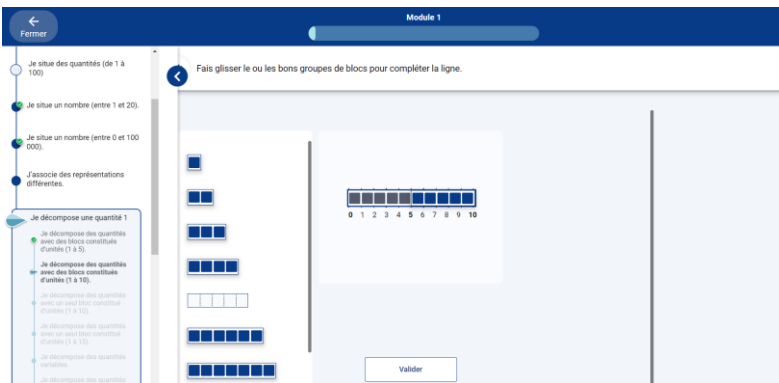 Module 1
Fermer
Je situe des quantités (de 1 à
100)
Je situe un nombre (entre 1 et 20).
Je situe un nombre (entre 0 et 100
000).
J'associe des représentations
différentes.
Je décompose une quantité 1
Je décompose des quantités
avec des blocs constitués
d'unités (1 à 5).
Je décompose des quantités
avec des blocs constitués
d'unités (1 à 10).
Je décompose des quantités
avec un seul bloc constitué
d'unités (1 à 10).
Je décompose des quantités
avec un seul bloc constitué
d'unités (1 à 15).
Je décompose des quantités
variables.
Je décompose des quantités
Fais glisser le ou les bons groupes de blocs pour compléter la ligne.
0 1 2 3 4 5 6 7 8 9 10
Valider